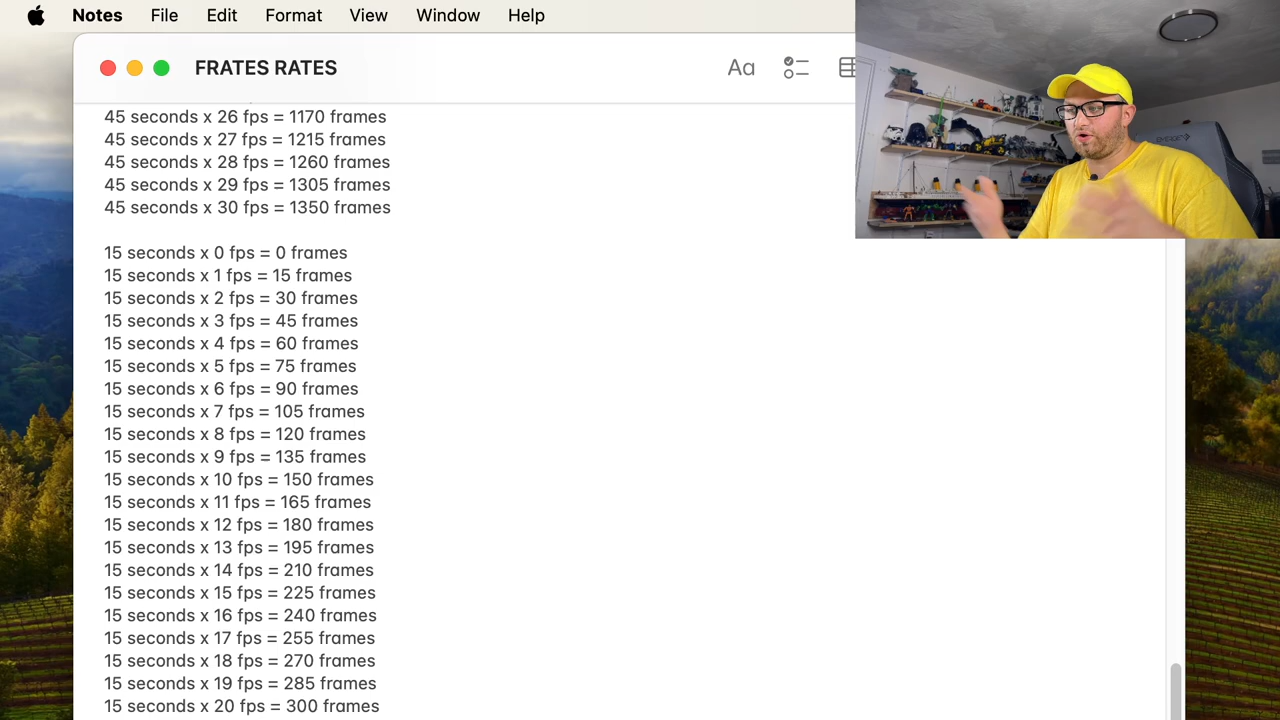 Notes File Edit Format View Window Help
FRATES RATES
Aa
45 seconds x 26 fps = 1170 frames
45 seconds x 27 fps = 1215 frames
45 seconds x 28 fps = 1260 frames
45 seconds x 29 fps = 1305 frames
45 seconds x 30 fps = 1350 frames
15 seconds x 0 fps = 0 frames
15 seconds x 1 fps = 15 frames
15 seconds x 2 fps = 30 frames
15 seconds x 3 fps = 45 frames
15 seconds x 4 fps = 60 frames
15 seconds x 5 fps = 75 frames
15 seconds x 6 fps = 90 frames
15 seconds x 7 fps = 105 frames
15 seconds x 8 fps = 120 frames
15 seconds x 9 fps = 135 frames
15 seconds x 10 fps = 150 frames
15 seconds x 11 fps = 165 frames
15 seconds x 12 fps = 180 frames
15 seconds x 13 fps = 195 frames
15 seconds x 14 fps = 210 frames
15 seconds x 15 fps = 225 frames
15 seconds x 16 fps = 240 frames
15 seconds x 17 fps = 255 frames
15 seconds x 18 fps = 270 frames
15 seconds x 19 fps = 285 frames
15 seconds x 20 fps = 300 frames